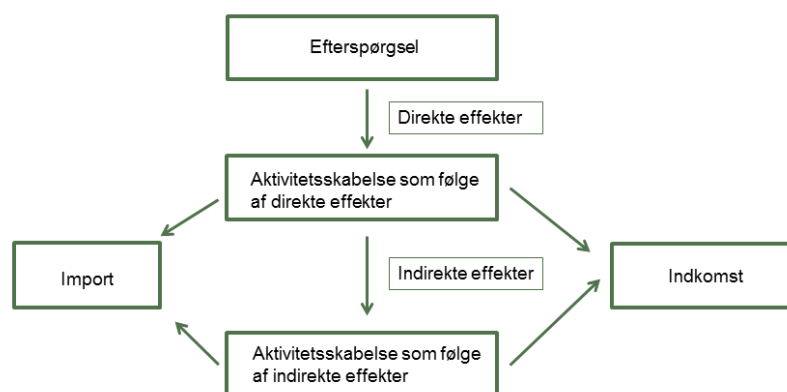 Efterspørgsel
Direkte effekter
Aktivitetsskabelse som følge
af direkte effekter
Import
Indirekte effekter
Indkomst
Aktivitetsskabelse som følge
af indirekte effekter